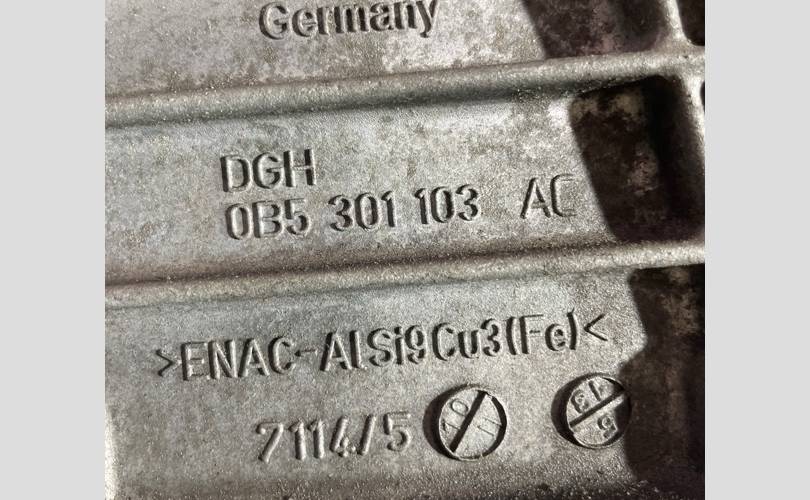 Germany
DGH
0B5 301 103 AC
>ENAC-AlSi9Cu3(Fe)<
7114/5